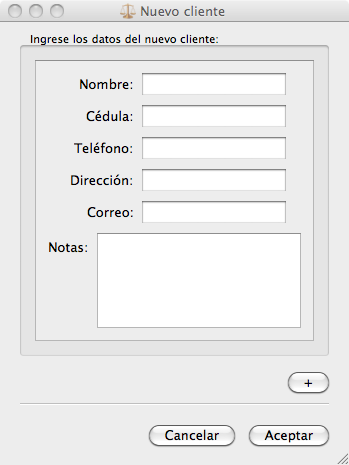 Nuevo cliente
Ingrese los datos del nuevo cliente:
Nombre:
Cédula:
Teléfono:
Dirección:
Correo:
Notas:
+
Cancelar Aceptar